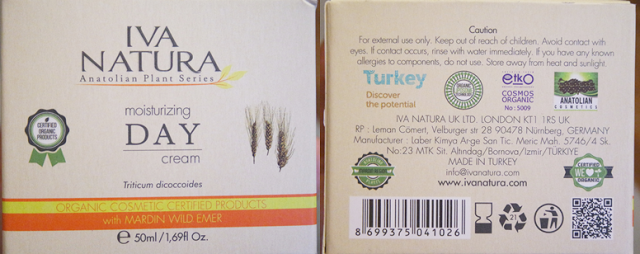 IVA
NATURA
Anatolian Plant Series
CERTIFIED
ORGANIC
PRODUCTS
moisturizing
DAY
cream
Triticum dicoccoides
ORGANIC COSMETIC CERTIFIED PRODUCTS
with MARDIN WILD EMER
e 50ml/1,69fl Oz.
Caution
For external use only. Keep out of reach of children. Avoid contact with
eyes. If contact occurs, rinse with water immediately. If you have any known
allergies to components, do not use. Store away from heat and sunlight.
Turkey
Discover
the potential
etko
COSMOS
ORGANIC
No : 5009
ANATOLIAN
COSMETICS
IVA NATURA UK LTD. LONDON KT1 1RS UK
RP : Leman Cömert, Velburger str 28 90478 Nürnberg, GERMANY
Manufacturer : Laber Kimya Ar-ge San Tic. Meric Mah. 5746/4 Sk.
No:23 MTK Sit. Altındag/Bornova/Izmir/TÜRKIYE
MADE IN TURKEY
info@ivanatura.com
www.ivanatura.com
CERTIFIED
WE
ORGANIC
21
8 699375 041026